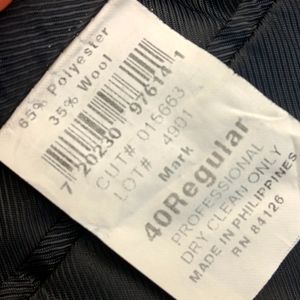 65% Polyester
35% Wool
7 20230 97614 1
CUT# 015663
LOT# 4901
Mark
40Regular
PROFESSIONAL
DRY CLEAN ONLY
MADE IN PHILIPPINES
RN 84126